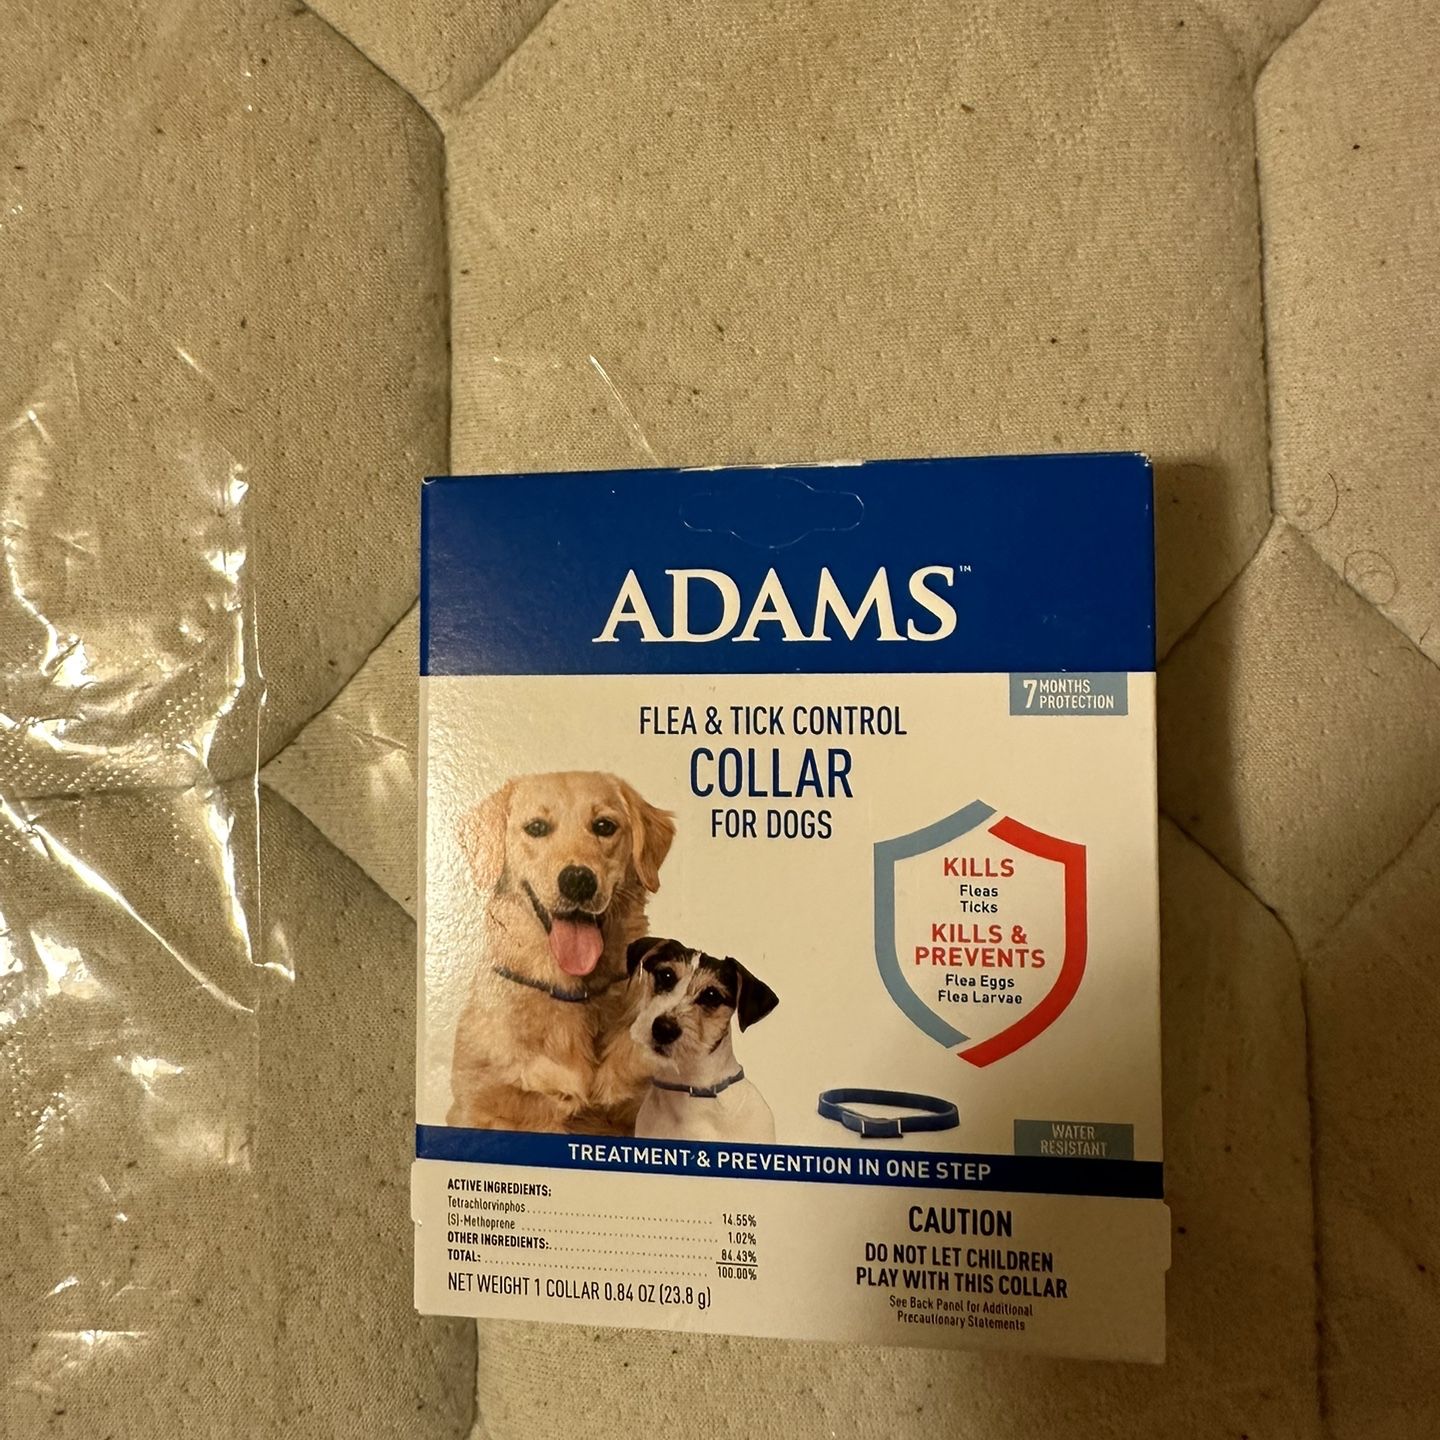 ADAMS™
7 MONTHS
PROTECTION
FLEA & TICK CONTROL
COLLAR
FOR DOGS
KILLS
Fleas
Ticks
KILLS &
PREVENTS
Flea Eggs
Flea Larvae
WATER
RESISTANT
TREATMENT & PREVENTION IN ONE STEP
ACTIVE INGREDIENTS:
Tetrachlorvinphos 14.55%
(S)-Methoprene 1.02%
OTHER INGREDIENTS: 84.43%
TOTAL: 100.00%
NET WEIGHT 1 COLLAR 0.84 OZ (23.8 g)
CAUTION
DO NOT LET CHILDREN
PLAY WITH THIS COLLAR
See Back Panel for Additional
Precautionary Statements